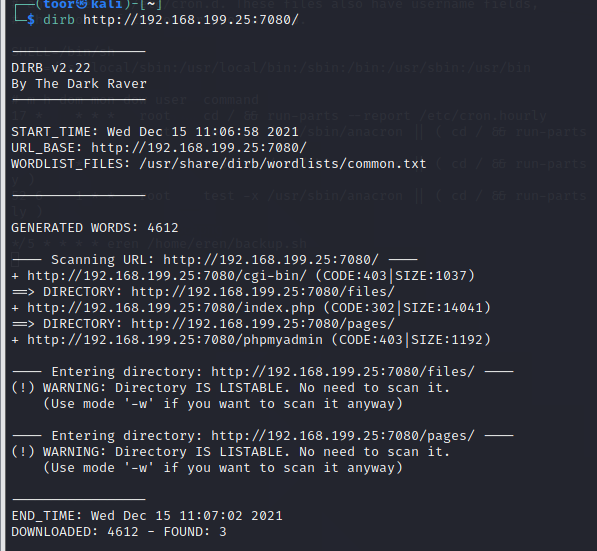 ┌──(toor㉿kali)-[~]
└─$ dirb http://192.168.199.25:7080/
-----------------
DIRB v2.22
By The Dark Raver
-----------------
START_TIME: Wed Dec 15 11:06:58 2021
URL_BASE: http://192.168.199.25:7080/
WORDLIST_FILES: /usr/share/dirb/wordlists/common.txt
-----------------
GENERATED WORDS: 4612
---- Scanning URL: http://192.168.199.25:7080/ ----
+ http://192.168.199.25:7080/cgi-bin/ (CODE:403|SIZE:1037)
==> DIRECTORY: http://192.168.199.25:7080/files/
+ http://192.168.199.25:7080/index.php (CODE:302|SIZE:14041)
==> DIRECTORY: http://192.168.199.25:7080/pages/
+ http://192.168.199.25:7080/phpmyadmin (CODE:403|SIZE:1192)
---- Entering directory: http://192.168.199.25:7080/files/ ----
(!) WARNING: Directory IS LISTABLE. No need to scan it.
(Use mode '-w' if you want to scan it anyway)
---- Entering directory: http://192.168.199.25:7080/pages/ ----
(!) WARNING: Directory IS LISTABLE. No need to scan it.
(Use mode '-w' if you want to scan it anyway)
-----------------
END_TIME: Wed Dec 15 11:07:02 2021
DOWNLOADED: 4612 - FOUND: 3